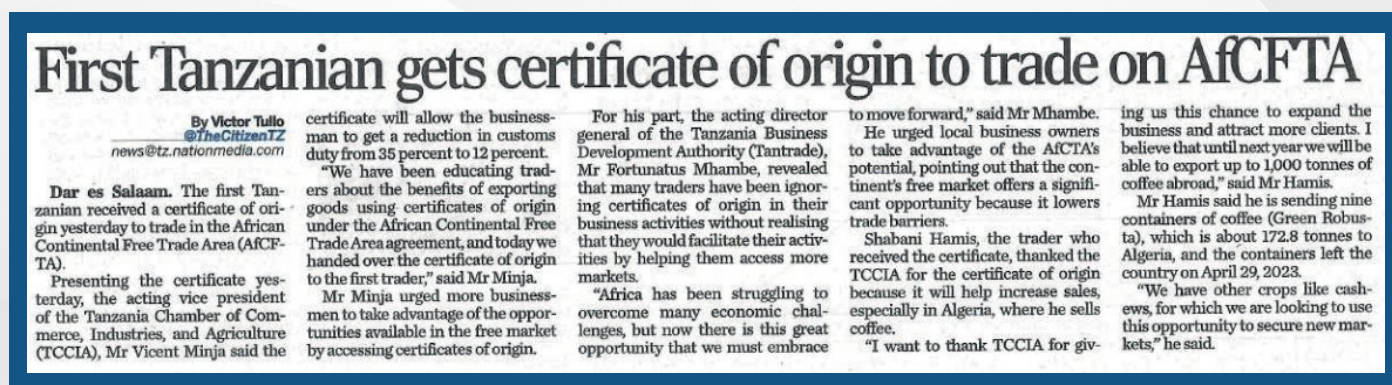 First Tanzanian gets certificate of origin to trade on AfCFTA
By Victor Tullo
@TheCitizenTZ
news@tz.nationmedia.com
Dar es Salaam. The first Tan-
zanian received a certificate of ori-
gin yesterday to trade in the African
Continental Free Trade Area (AfCF-
TA).
Presenting the certificate yes-
terday, the acting vice president
of the Tanzania Chamber of Com-
merce, Industries, and Agriculture
(TCCIA), Mr Vicent Minja said the
certificate will allow the business-
man to get a reduction in customs
duty from 35 percent to 12 percent.
"We have been educating trad-
ers about the benefits of exporting
goods using certificates of origin
under the African Continental Free
Trade Area agreement, and today we
handed over the certificate of origin
to the first trader," said Mr Minja.
Mr Minja urged more business-
men to take advantage of the oppor-
tunities available in the free market
by accessing certificates of origin.
For his part, the acting director
general of the Tanzania Business
Development Authority (Tantrade),
Mr Fortunatus Mhambe, revealed
that many traders have been ignor-
ing certificates of origin in their
business activities without realising
that they would facilitate their activ-
ities by helping them access more
markets.
"Africa has been struggling to
overcome many economic chal-
lenges, but now there is this great
opportunity that we must embrace
to move forward," said Mr Mhambe.
He urged local business owners
to take advantage of the AfCTA's
potential, pointing out that the con-
tinent's free market offers a signifi-
cant opportunity because it lowers
trade barriers.
Shabani Hamis, the trader who
received the certificate, thanked the
TCCIA for the certificate of origin
because it will help increase sales,
especially in Algeria, where he sells
coffee.
"I want to thank TCCIA for giv-
ing us this chance to expand the
business and attract more clients. I
believe that until next year we will be
able to export up to 1,000 tonnes of
coffee abroad," said Mr Hamis.
Mr Hamis said he is sending nine
containers of coffee (Green Robus-
ta), which is about 172.8 tonnes to
Algeria, and the containers left the
country on April 29, 2023.
"We have other crops like cash-
ews, for which we are looking to use
this opportunity to secure new mar-
kets," he said.